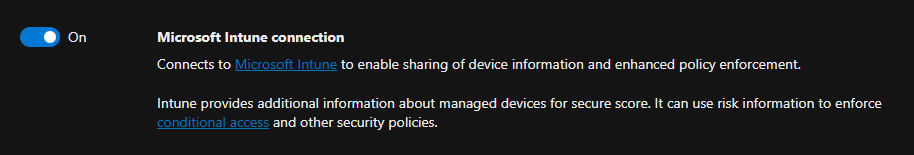 On
Microsoft Intune connection
Connects to Microsoft Intune to enable sharing of device information and enhanced policy enforcement.
Intune provides additional information about managed devices for secure score. It can use risk information to enforce
conditional access and other security policies.